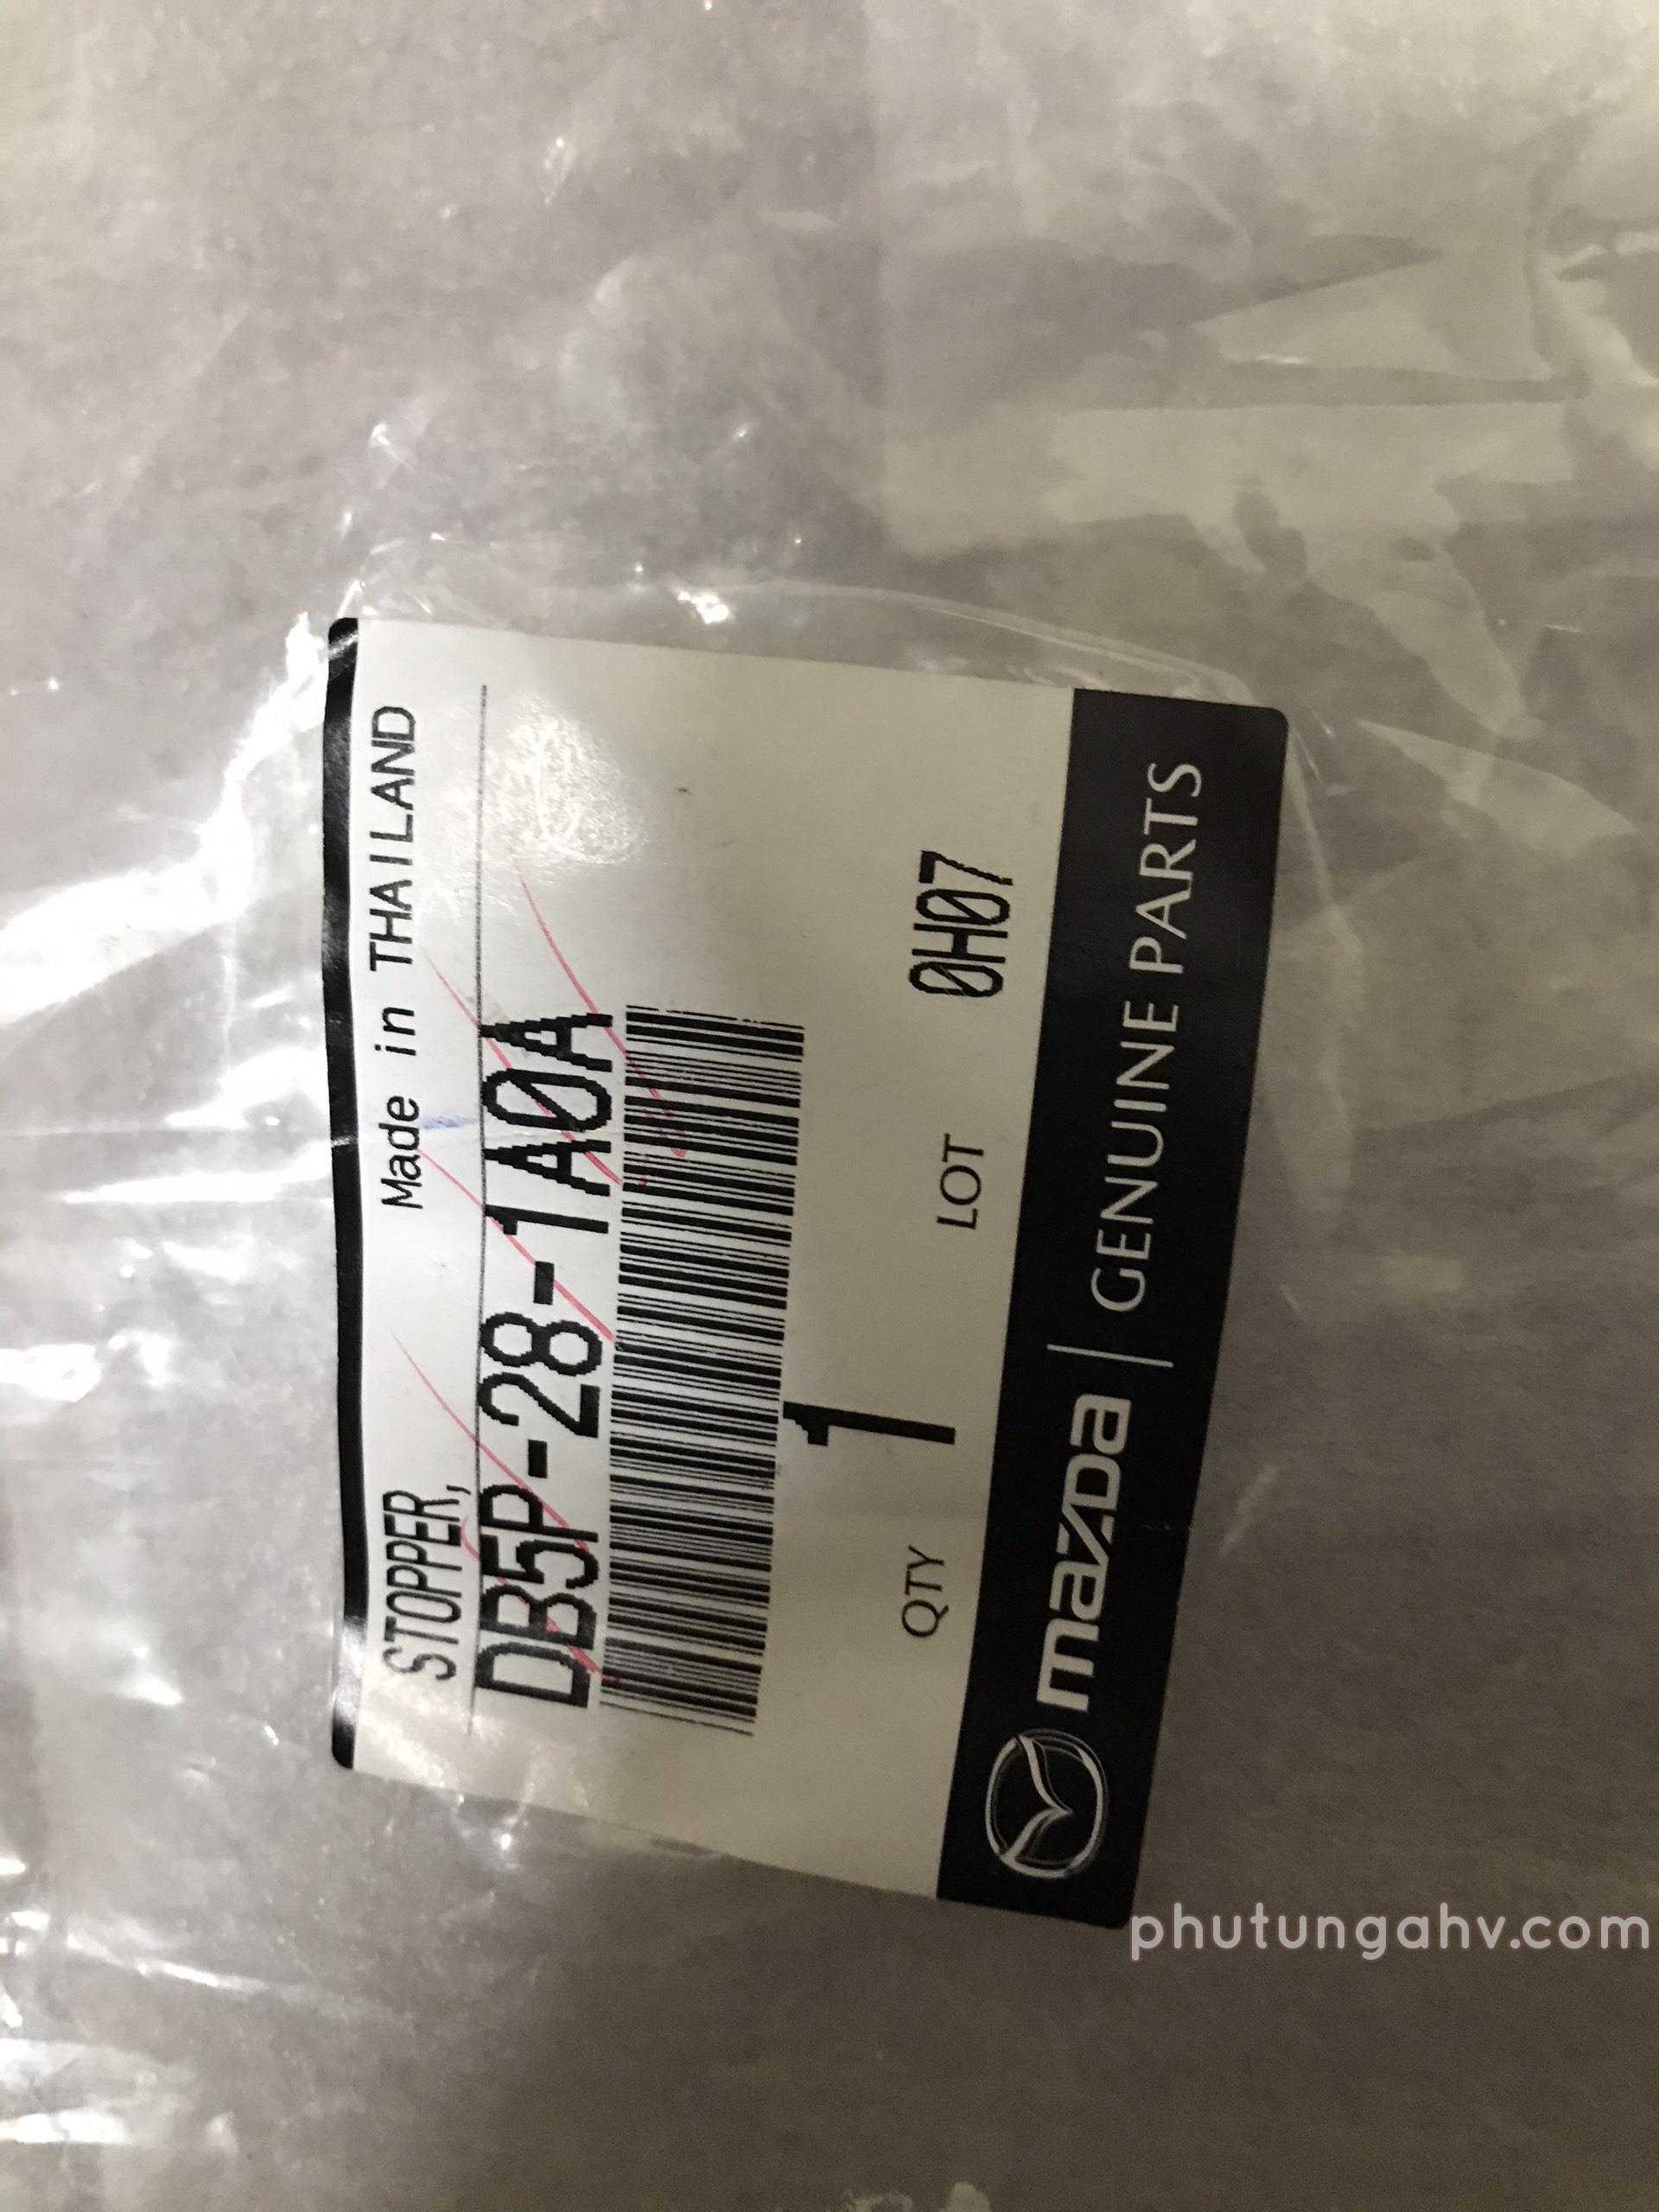 STOPPER, Made in THAILAND
DB5P-28-1A0A
QTY 1 LOT 0H07
mazda | GENUINE PARTS
phutungahv.com